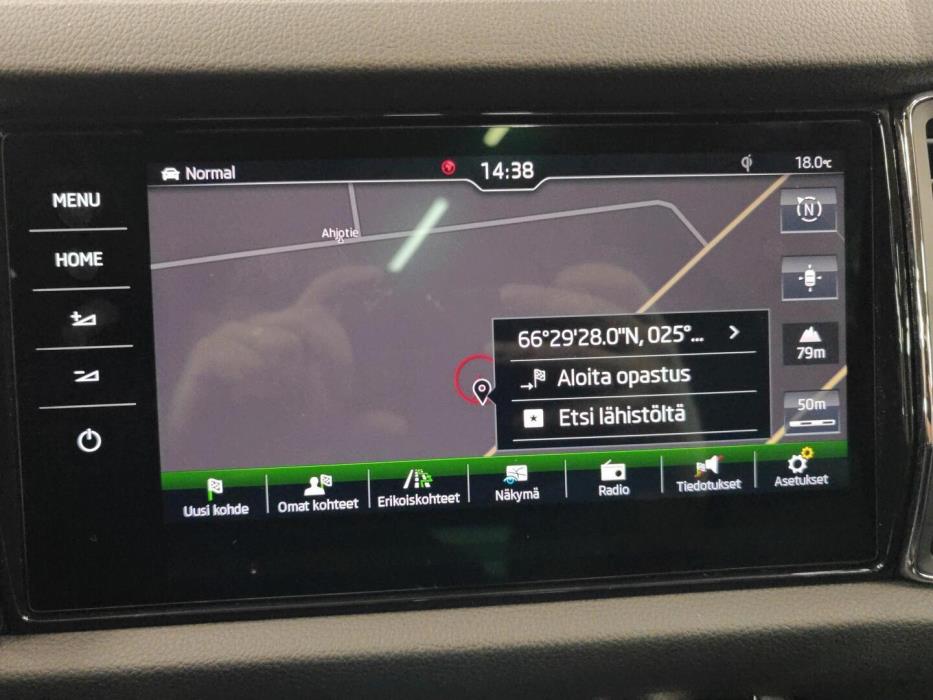 MENU
HOME
Normal
14:38
18.0℃
N
Ahjotie
66°29'28.0"N, 025°...
Aloita opastus
Etsi lähistöltä
79m
50m
Uusi kohde
Omat kohteet
Erikoiskohteet
Näkymä
Radio
Tiedotukset
Asetukset